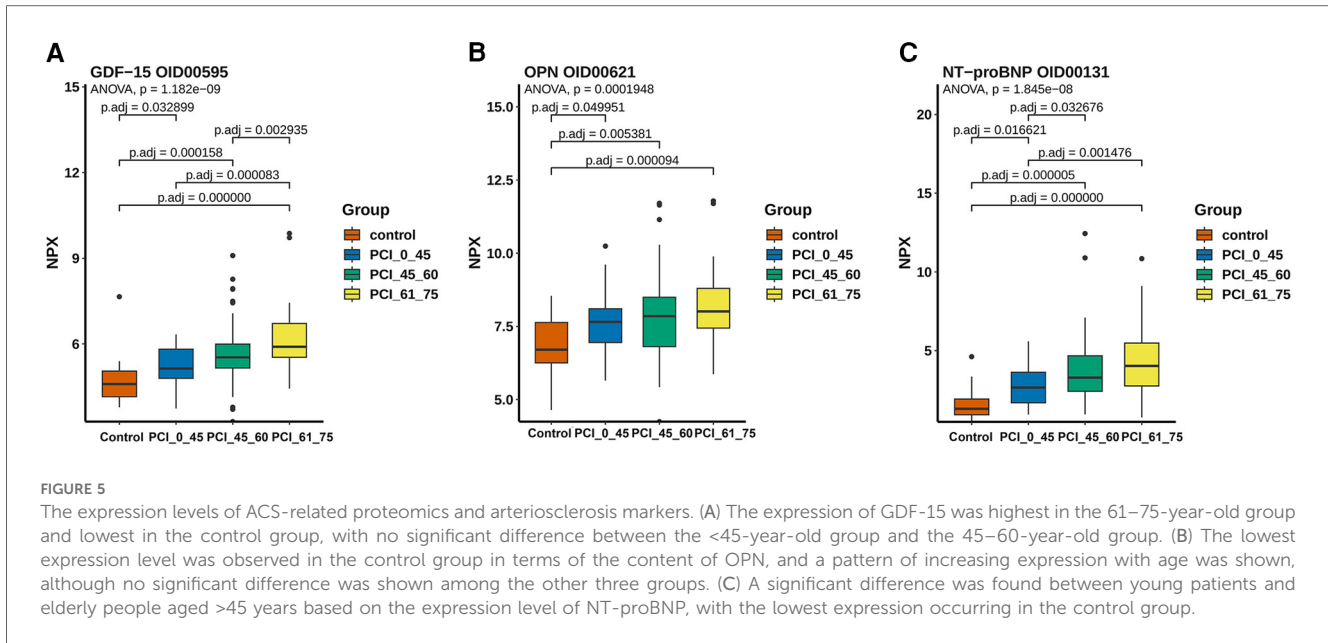 A
GDF−15 OID00595
ANOVA, p = 1.182e−09
p.adj = 0.032899
p.adj = 0.002935
p.adj = 0.000158
p.adj = 0.000083
p.adj = 0.000000
NPX
15
12
9
6
Control PCI_0_45 PCI_45_60 PCI_61_75
Group
control
PCI_0_45
PCI_45_60
PCI_61_75
B
OPN OID00621
ANOVA, p = 0.0001948
p.adj = 0.049951
p.adj = 0.005381
p.adj = 0.000094
NPX
15.0
12.5
10.0
7.5
5.0
Control PCI_0_45 PCI_45_60 PCI_61_75
Group
control
PCI_0_45
PCI_45_60
PCI_61_75
C
NT−proBNP OID00131
ANOVA, p = 1.845e−08
p.adj = 0.032676
p.adj = 0.016621
p.adj = 0.001476
p.adj = 0.000005
p.adj = 0.000000
NPX
20
15
10
5
Control PCI_0_45 PCI_45_60 PCI_61_75
Group
control
PCI_0_45
PCI_45_60
PCI_61_75
FIGURE 5
The expression levels of ACS-related proteomics and arteriosclerosis markers. (A) The expression of GDF-15 was highest in the 61–75-year-old group
and lowest in the control group, with no significant difference between the <45-year-old group and the 45–60-year-old group. (B) The lowest
expression level was observed in the control group in terms of the content of OPN, and a pattern of increasing expression with age was shown,
although no significant difference was shown among the other three groups. (C) A significant difference was found between young patients and
elderly people aged >45 years based on the expression level of NT-proBNP, with the lowest expression occurring in the control group.